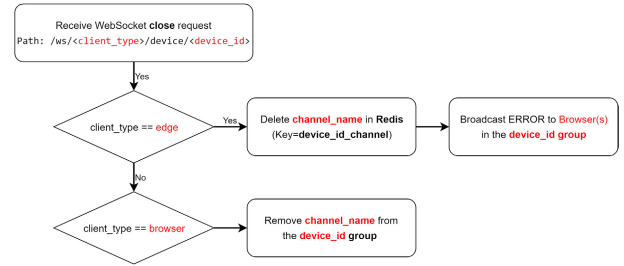 Receive WebSocket close request
Path: /ws/<client_type>/device/<device_id>
Yes
client_type == edge
Yes
Delete channel_name in Redis
(Key=device_id_channel)
Broadcast ERROR to Browser(s)
in the device_id group
No
client_type == browser
Remove channel_name from
the device_id group